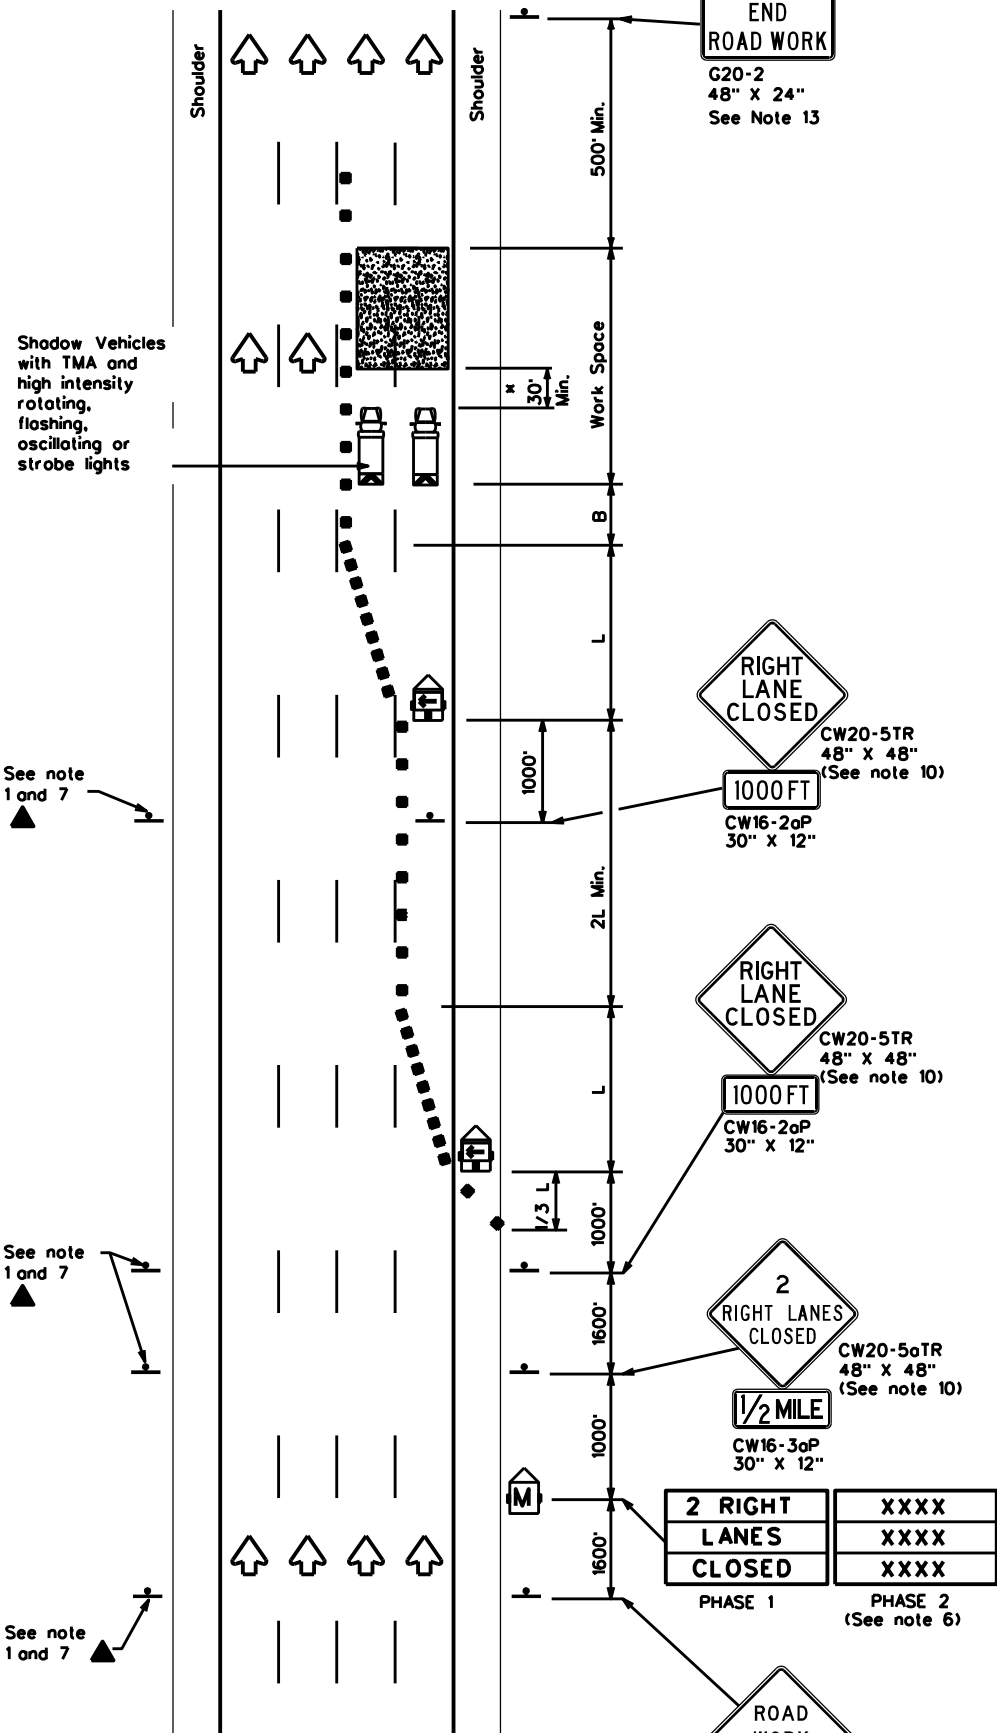 END
ROAD WORK
G20-2
48" X 24"
See Note 13
Shoulder
Shoulder
500' Min.
Shadow Vehicles
with TMA and
high intensity
rotating,
flashing,
oscillating or
strobe lights
x
30'
Min.
Work Space
B
L
RIGHT
LANE
CLOSED
CW20-5TR
48" X 48"
(See note 10)
1000 FT
CW16-2aP
30" X 12"
1000'
See note
1 and 7
2L Min.
RIGHT
LANE
CLOSED
CW20-5TR
48" X 48"
(See note 10)
1000 FT
CW16-2aP
30" X 12"
L
1/3 L
1000'
See note
1 and 7
1600'
2
RIGHT LANES
CLOSED
CW20-5aTR
48" X 48"
(See note 10)
1/2 MILE
CW16-3aP
30" X 12"
1000'
M
2 RIGHT
LANES
CLOSED
PHASE 1
XXXX
XXXX
XXXX
PHASE 2
(See note 6)
1600'
See note
1 and 7
ROAD